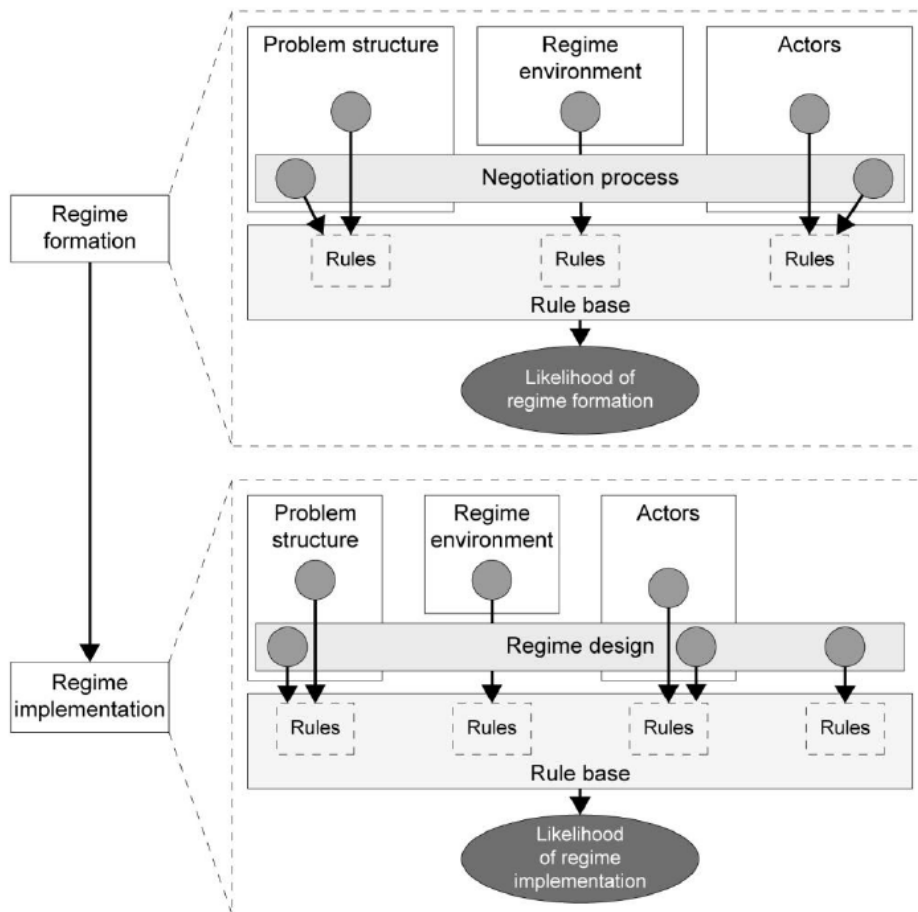 Problem structure
Regime
environment
Actors
Negotiation process
Regime
formation
Rules
Rules
Rules
Rule base
Likelihood of
regime formation
Problem
structure
Regime
environment
Actors
Regime design
Regime
implementation
Rules
Rules
Rules
Rules
Rule base
Likelihood
of regime
implementation